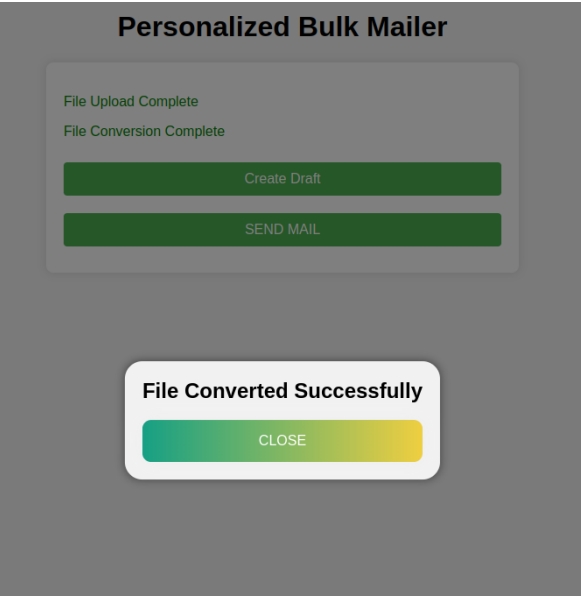 Personalized Bulk Mailer
File Upload Complete
File Conversion Complete
Create Draft
SEND MAIL
File Converted Successfully
CLOSE